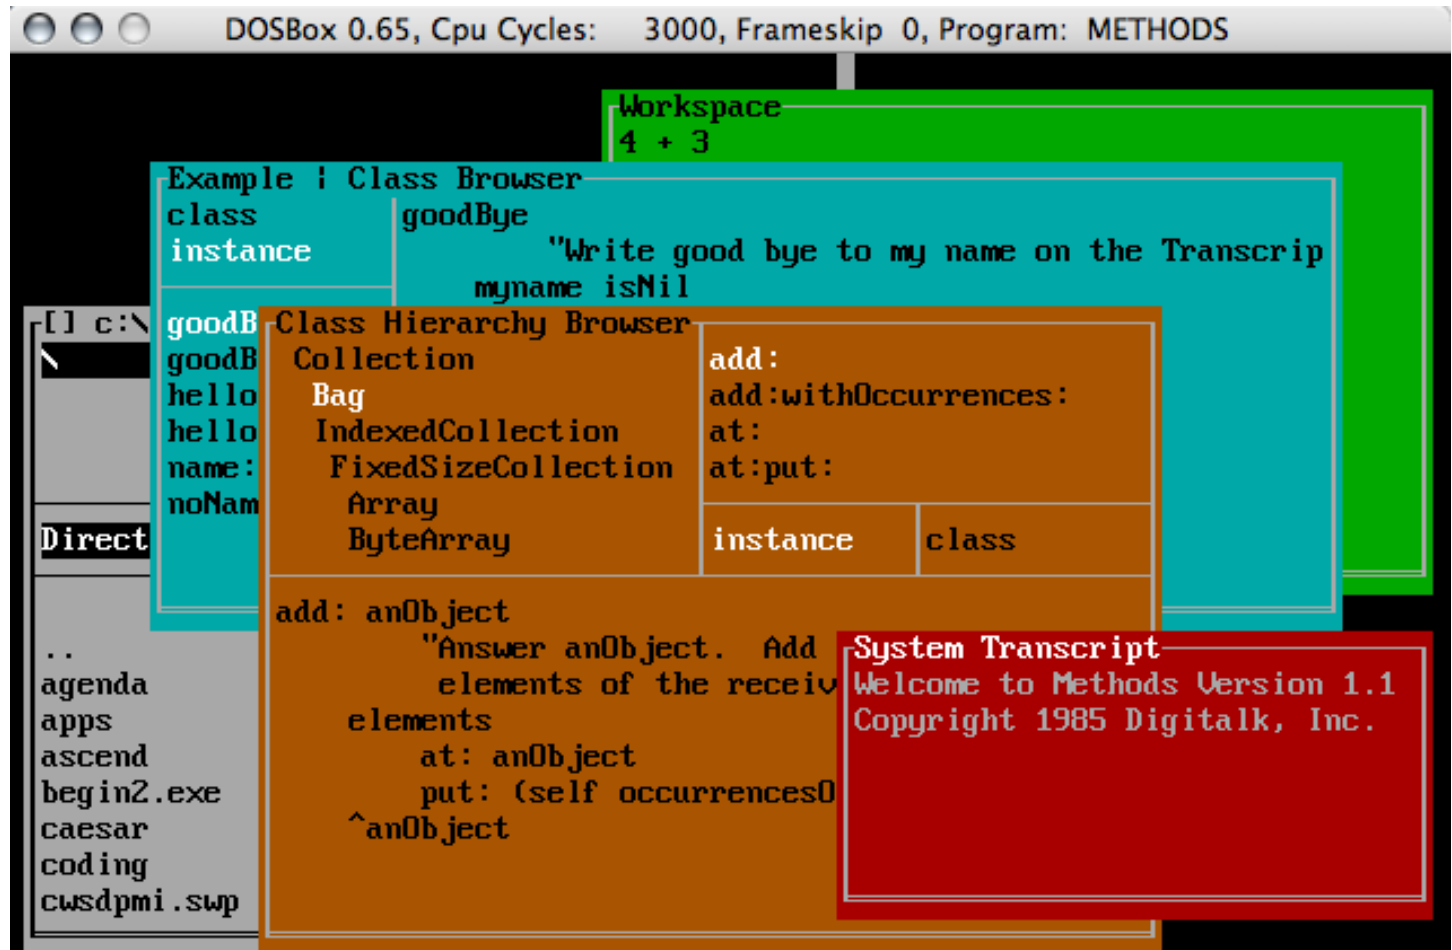 DOSBox 0.65, Cpu Cycles: 3000, Frameskip 0, Program: METHODS
Workspace
4 + 3
Example ¦ Class Browser
class
instance
goodBye
"Write good bye to my name on the Transcrip
myname isNil
goodB
goodB
hello
hello
name:
noNam
[] c:\
\
Direct
..
agenda
apps
ascend
begin2.exe
caesar
coding
cwsdpmi.swp
Class Hierarchy Browser
Collection
Bag
IndexedCollection
FixedSizeCollection
Array
ByteArray
add:
add:withOccurrences:
at:
at:put:
instance
class
add: anObject
"Answer anObject. Add
elements of the receiv
elements
at: anObject
put: (self occurrencesO
^anObject
System Transcript
Welcome to Methods Version 1.1
Copyright 1985 Digitalk, Inc.